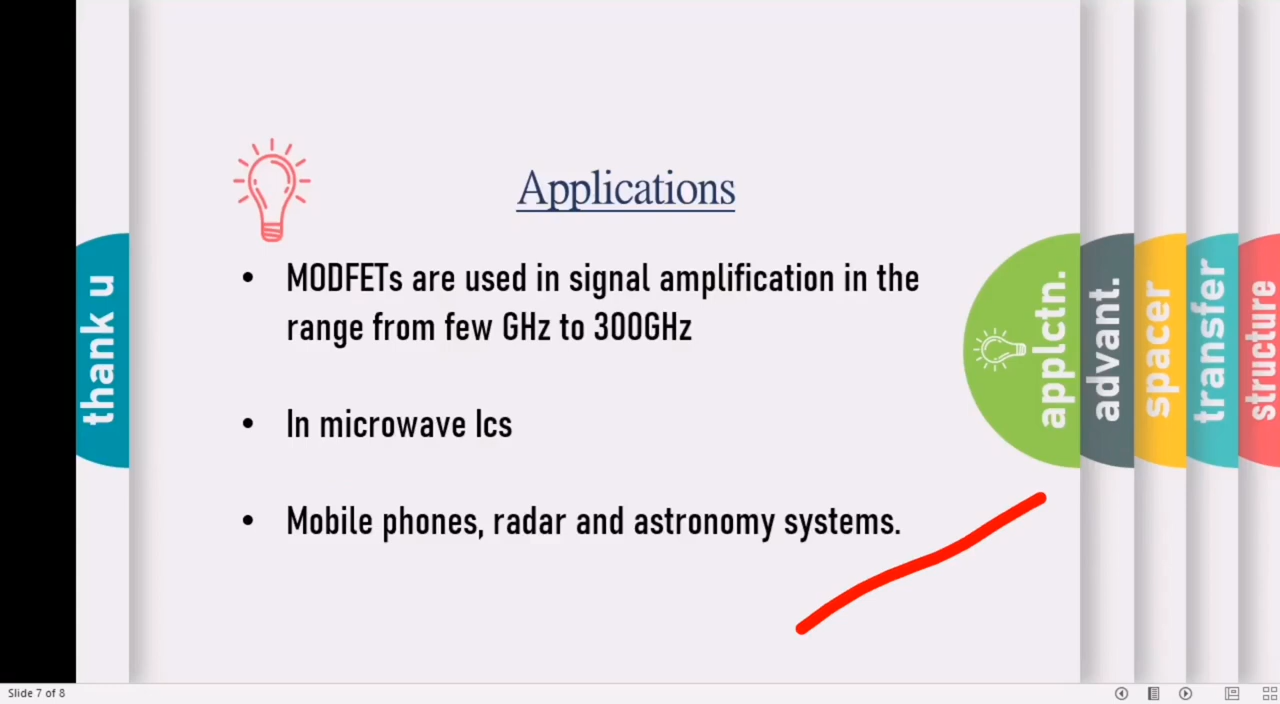 Applications
• MODFETs are used in signal amplification in the
range from few GHz to 300GHz
• In microwave Ics
• Mobile phones, radar and astronomy systems.
thank u
applctn.
advant.
spacer
transfer
structure
Slide 7 of 8